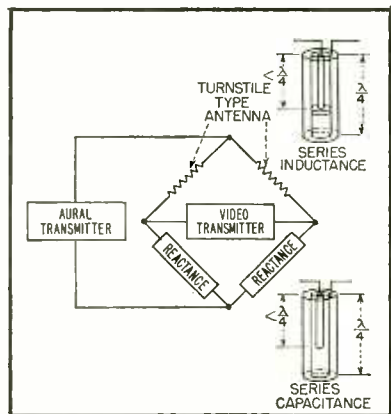 TURNSTILE
TYPE
ANTENNA
< λ/4
λ/4
SERIES
INDUCTANCE
AURAL
TRANSMITTER
VIDEO
TRANSMITTER
REACTANCE
REACTANCE
< λ/4
λ/4
SERIES
CAPACITANCE